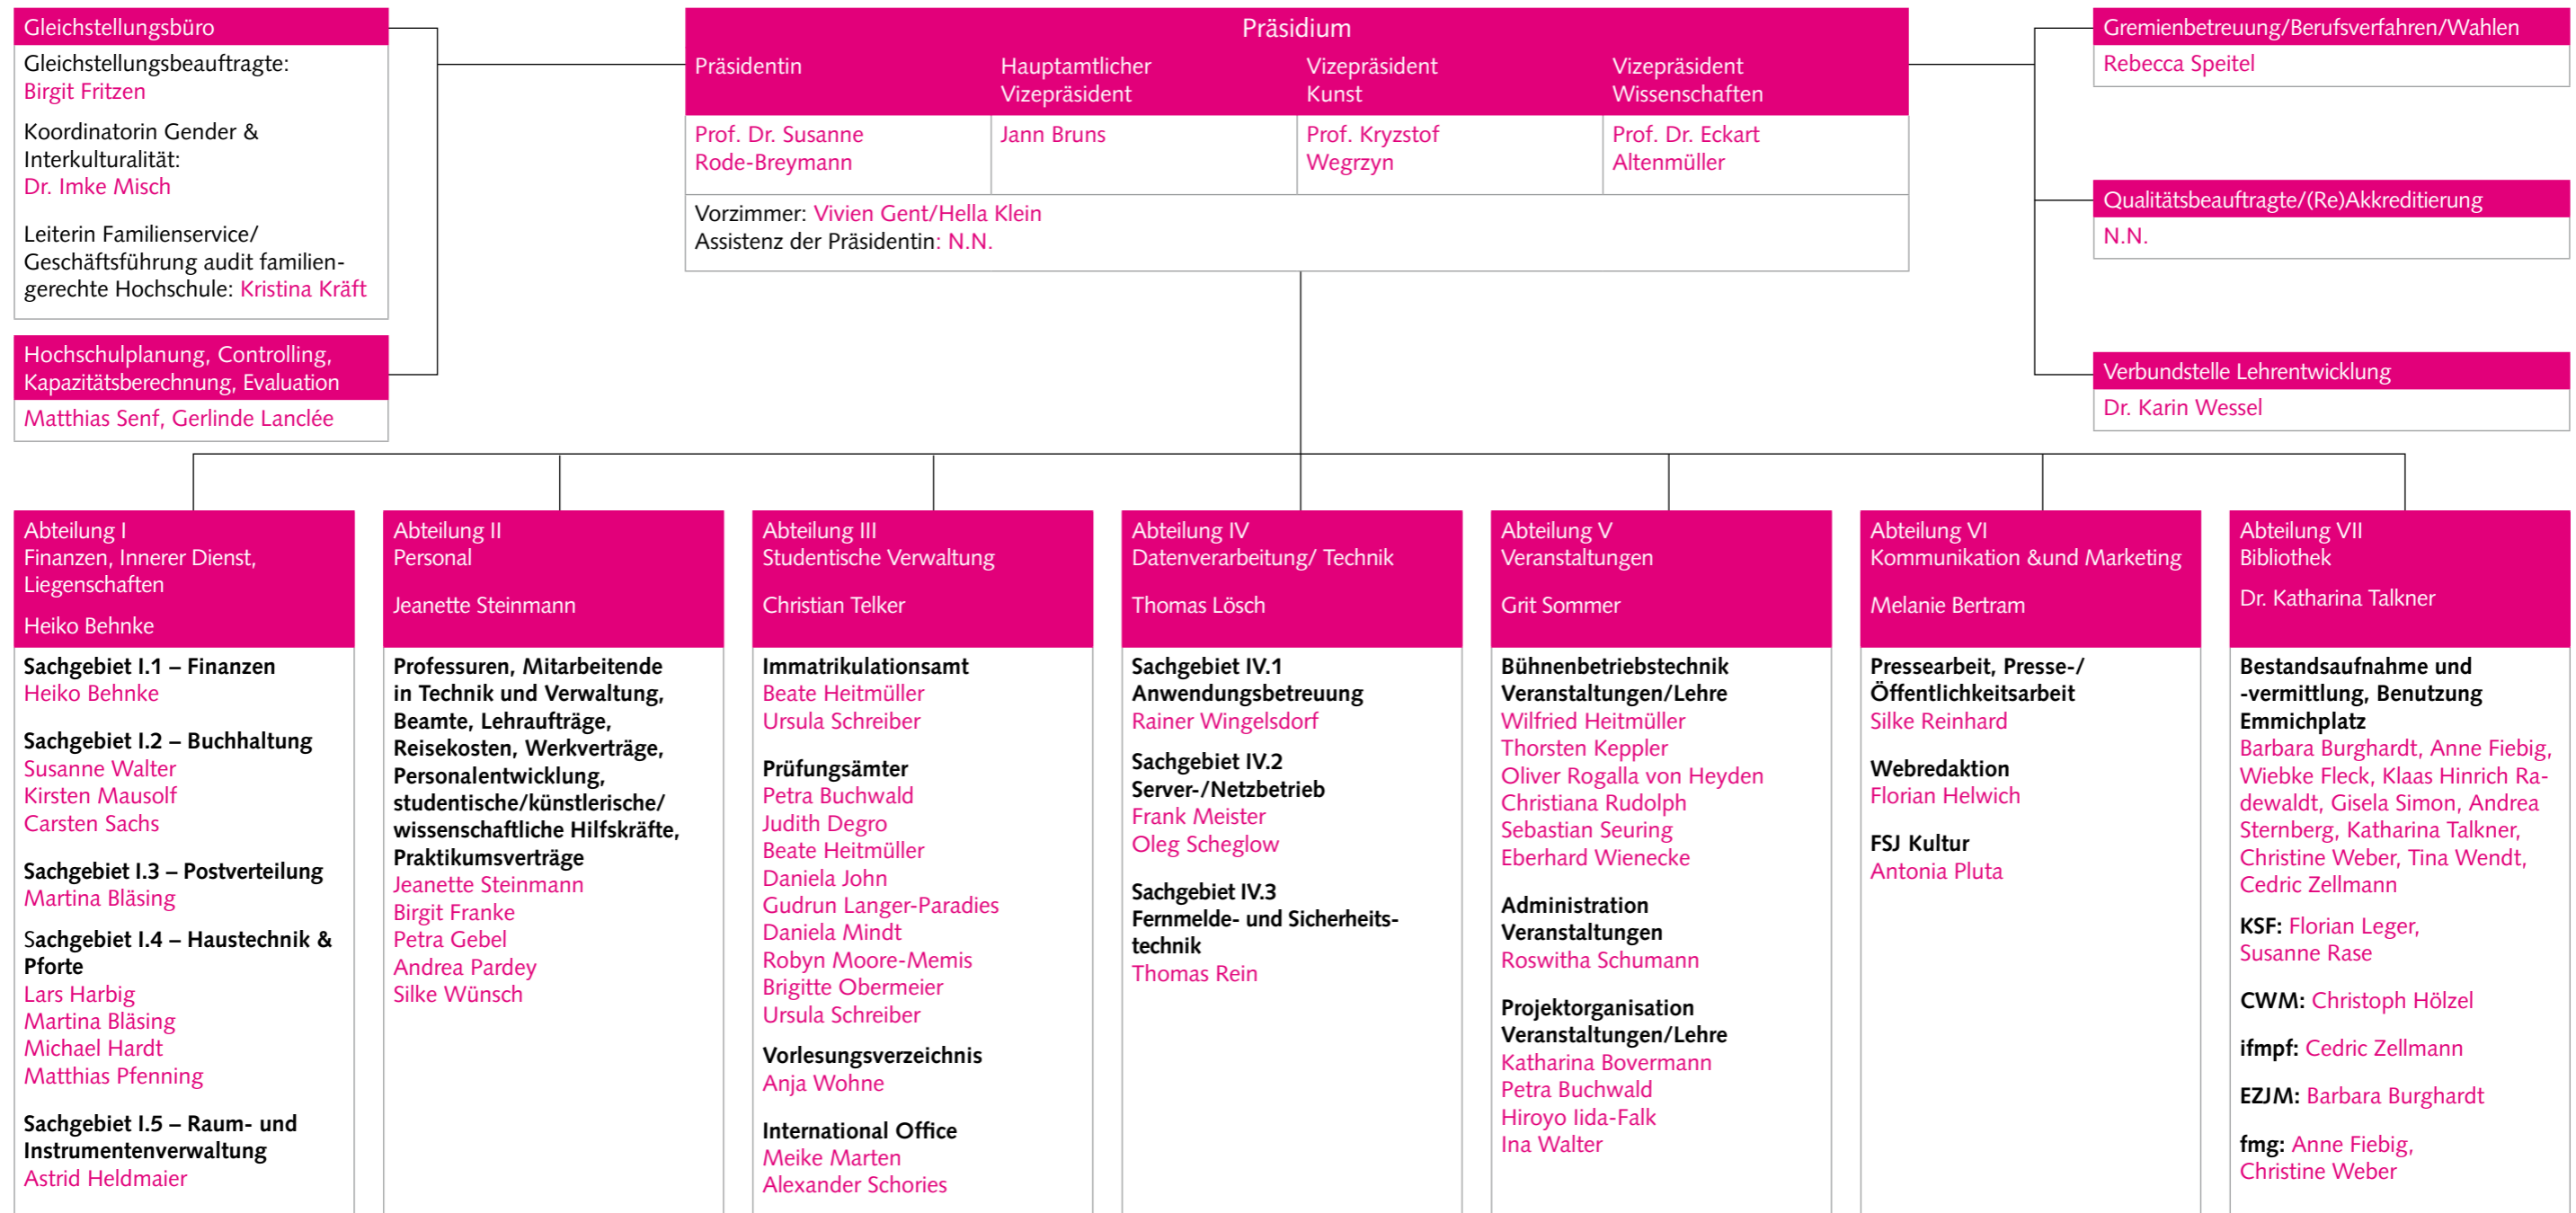 Gleichstellungsbüro
Gleichstellungsbeauftragte:
Birgit Fritzen
Koordinatorin Gender &
Interkulturalität:
Dr. Imke Misch
Leiterin Familienservice/
Geschäftsführung audit familien-
gerechte Hochschule: Kristina Kräft
Hochschulplanung, Controlling,
Kapazitätsberechnung, Evaluation
Matthias Senf, Gerlinde Lanclée
Präsidium
Präsidentin
Prof. Dr. Susanne
Rode-Breymann
Hauptamtlicher
Vizepräsident
Jann Bruns
Vizepräsident
Kunst
Prof. Kryzstof
Wegrzyn
Vizepräsident
Wissenschaften
Prof. Dr. Eckart
Altenmüller
Vorzimmer: Vivien Gent/Hella Klein
Assistenz der Präsidentin: N.N.
Gremienbetreuung/Berufsverfahren/Wahlen
Rebecca Speitel
Qualitätsbeauftragte/(Re)Akkreditierung
N.N.
Verbundstelle Lehrentwicklung
Dr. Karin Wessel
Abteilung I
Finanzen, Innerer Dienst,
Liegenschaften
Heiko Behnke
Sachgebiet I.1 – Finanzen
Heiko Behnke
Sachgebiet I.2 – Buchhaltung
Susanne Walter
Kirsten Mausolf
Carsten Sachs
Sachgebiet I.3 – Postverteilung
Martina Bläsing
Sachgebiet I.4 – Haustechnik &
Pforte
Lars Harbig
Martina Bläsing
Michael Hardt
Matthias Pfenning
Sachgebiet I.5 – Raum- und
Instrumentenverwaltung
Astrid Heldmaier
Abteilung II
Personal
Jeanette Steinmann
Professuren, Mitarbeitende
in Technik und Verwaltung,
Beamte, Lehraufträge,
Reisekosten, Werkverträge,
Personalentwicklung,
studentische/künstlerische/
wissenschaftliche Hilfskräfte,
Praktikumsverträge
Jeanette Steinmann
Birgit Franke
Petra Gebel
Andrea Pardey
Silke Wünsch
Abteilung III
Studentische Verwaltung
Christian Telker
Immatrikulationsamt
Beate Heitmüller
Ursula Schreiber
Prüfungsämter
Petra Buchwald
Judith Degro
Beate Heitmüller
Daniela John
Gudrun Langer-Paradies
Daniela Mindt
Robyn Moore-Memis
Brigitte Obermeier
Ursula Schreiber
Vorlesungsverzeichnis
Anja Wohne
International Office
Meike Marten
Alexander Schories
Abteilung IV
Datenverarbeitung/ Technik
Thomas Lösch
Sachgebiet IV.1
Anwendungsbetreuung
Rainer Wingelsdorf
Sachgebiet IV.2
Server-/Netzbetrieb
Frank Meister
Oleg Scheglow
Sachgebiet IV.3
Fernmelde- und Sicherheits-
technik
Thomas Rein
Abteilung V
Veranstaltungen
Grit Sommer
Bühnenbetriebstechnik
Veranstaltungen/Lehre
Wilfried Heitmüller
Thorsten Keppler
Oliver Rogalla von Heyden
Christiana Rudolph
Sebastian Seuring
Eberhard Wienecke
Administration
Veranstaltungen
Roswitha Schumann
Projektorganisation
Veranstaltungen/Lehre
Katharina Bovermann
Petra Buchwald
Hiroyo Iida-Falk
Ina Walter
Abteilung VI
Kommunikation &und Marketing
Melanie Bertram
Pressearbeit, Presse-/
Öffentlichkeitsarbeit
Silke Reinhard
Webredaktion
Florian Helwich
FSJ Kultur
Antonia Pluta
Abteilung VII
Bibliothek
Dr. Katharina Talkner
Bestandsaufnahme und
-vermittlung, Benutzung
Emmichplatz
Barbara Burghardt, Anne Fiebig,
Wiebke Fleck, Klaas Hinrich Ra-
dewaldt, Gisela Simon, Andrea
Sternberg, Katharina Talkner,
Christine Weber, Tina Wendt,
Cedric Zellmann
KSF: Florian Leger,
Susanne Rase
CWM: Christoph Hölzel
ifmpf: Cedric Zellmann
EZJM: Barbara Burghardt
fmg: Anne Fiebig,
Christine Weber